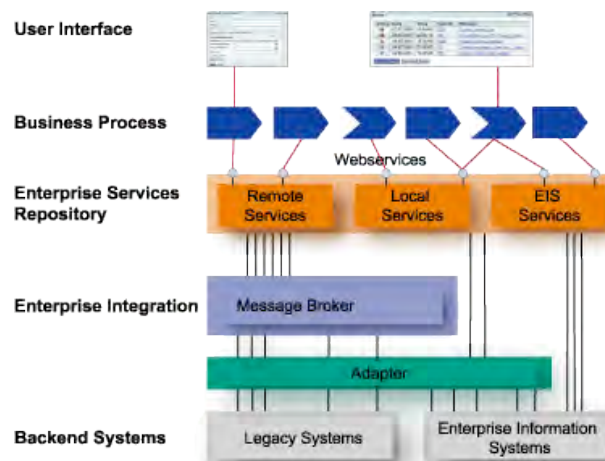 User Interface
Business Process
Webservices
Enterprise Services
Repository
Remote
Services
Local
Services
EIS
Services
Enterprise Integration
Message Broker
Adapter
Backend Systems
Legacy Systems
Enterprise Information
Systems